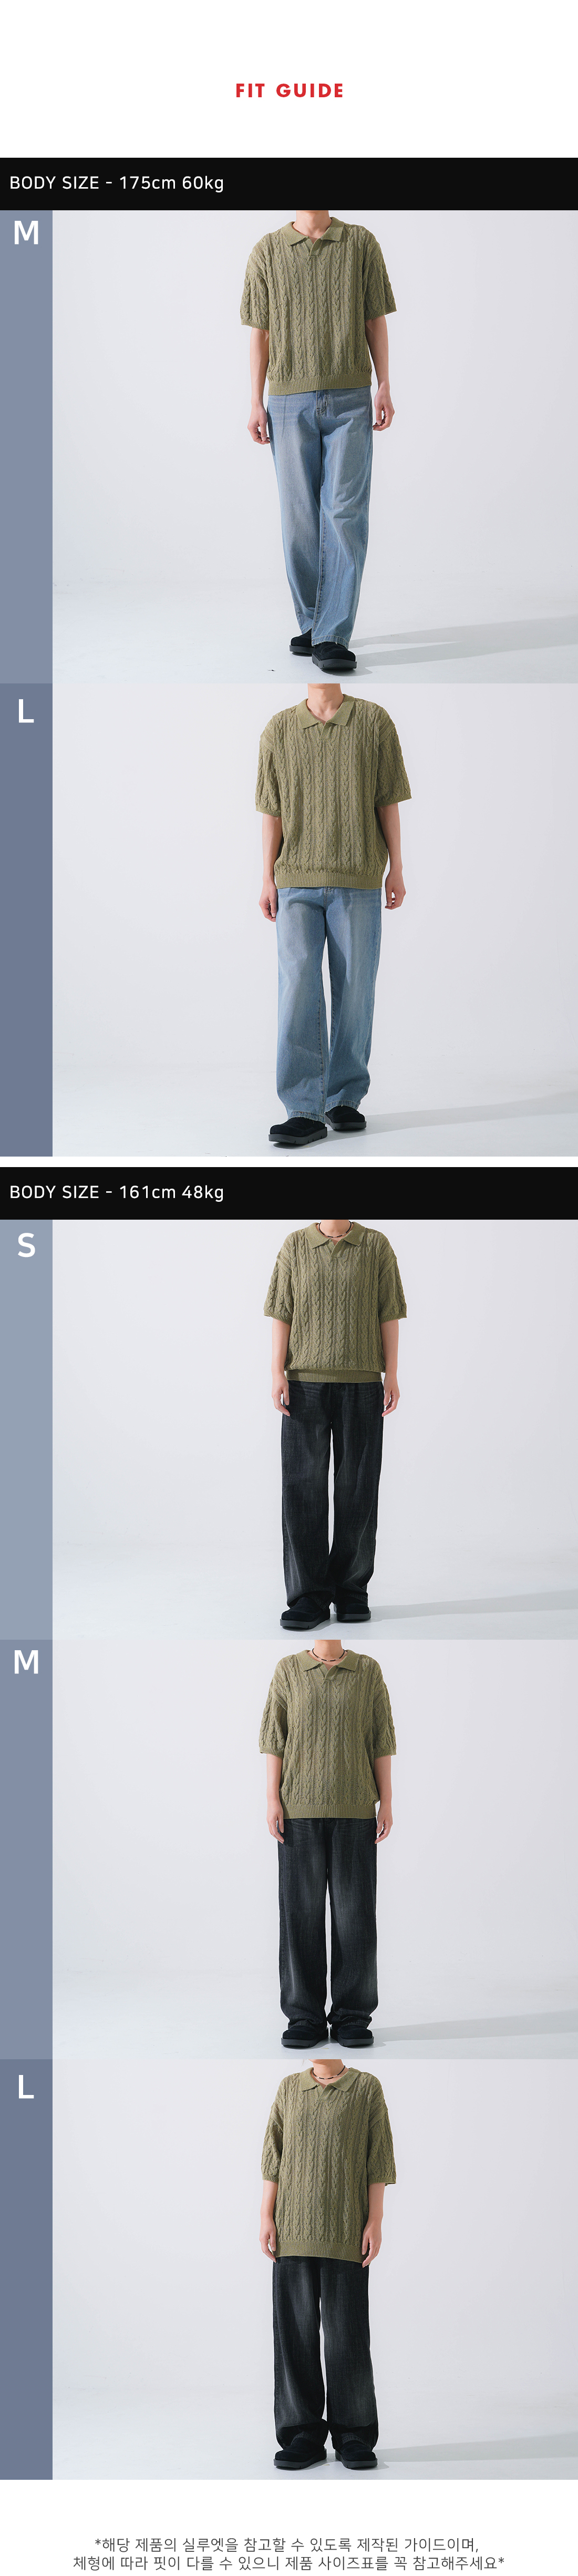 FIT GUIDE
BODY SIZE - 175cm 60kg
M
L
BODY SIZE - 161cm 48kg
S
M
L
*해당 제품의 실루엣을 참고할 수 있도록 제작된 가이드이며,
체형에 따라 핏이 다를 수 있으니 제품 사이즈표를 꼭 참고해주세요*